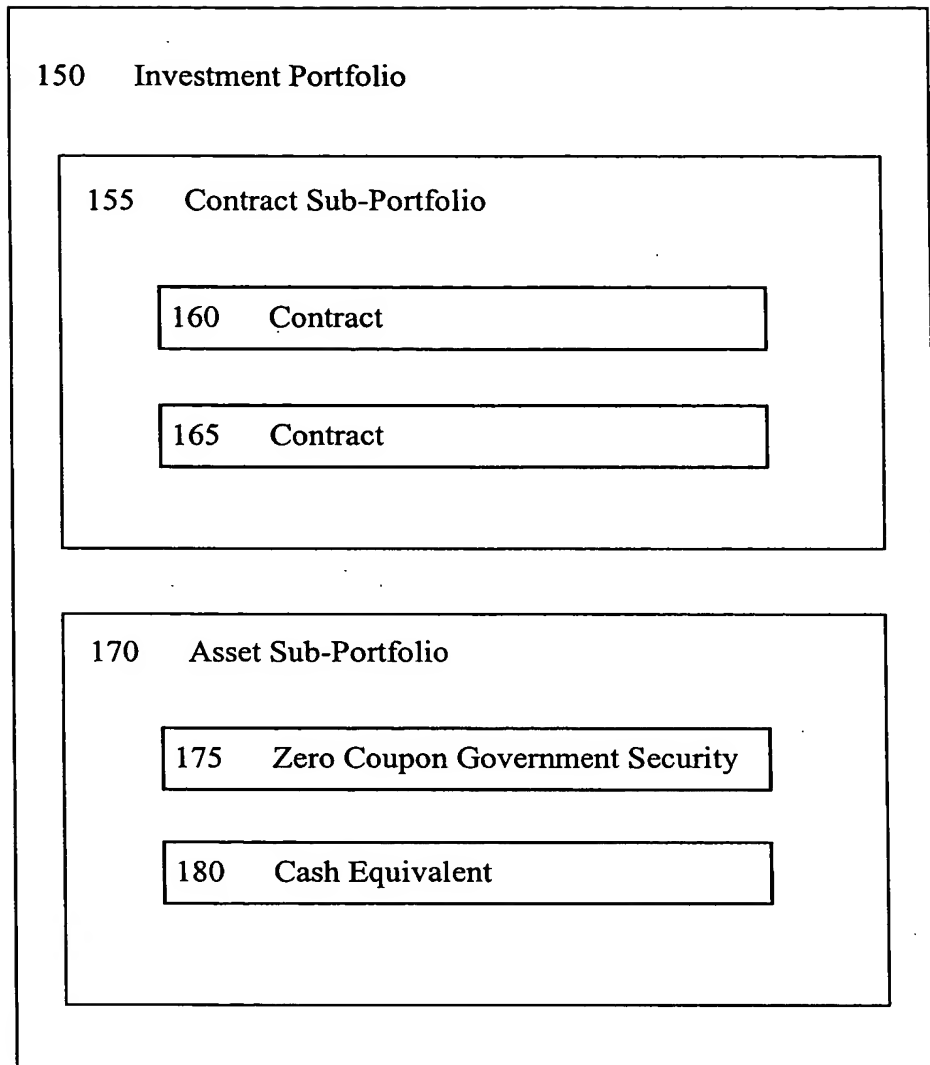 150 Investment Portfolio
155 Contract Sub-Portfolio
160 Contract
165 Contract
170 Asset Sub-Portfolio
175 Zero Coupon Government Security
180 Cash Equivalent